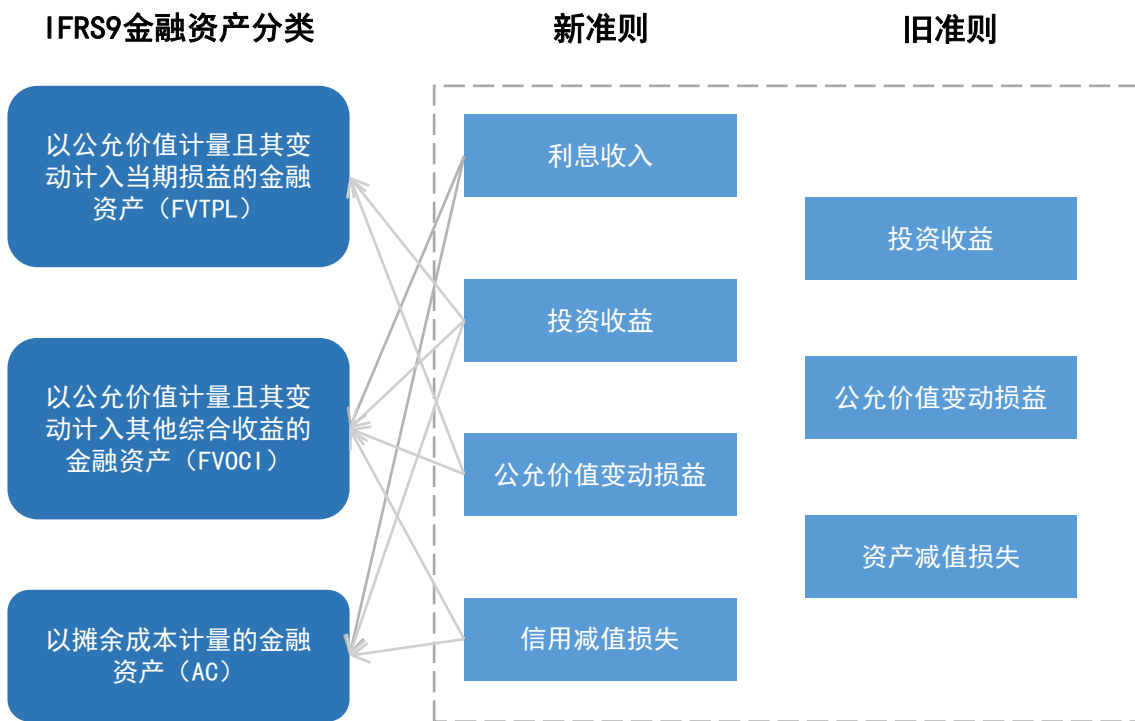 IFRS9金融资产分类
新准则
旧准则
以公允价值计量且其变
动计入当期损益的金融
资产（FVTPL）
以公允价值计量且其变
动计入其他综合收益的
金融资产（FVOCI）
以摊余成本计量的金融
资产（AC）
利息收入
投资收益
公允价值变动损益
信用减值损失
投资收益
公允价值变动损益
资产减值损失